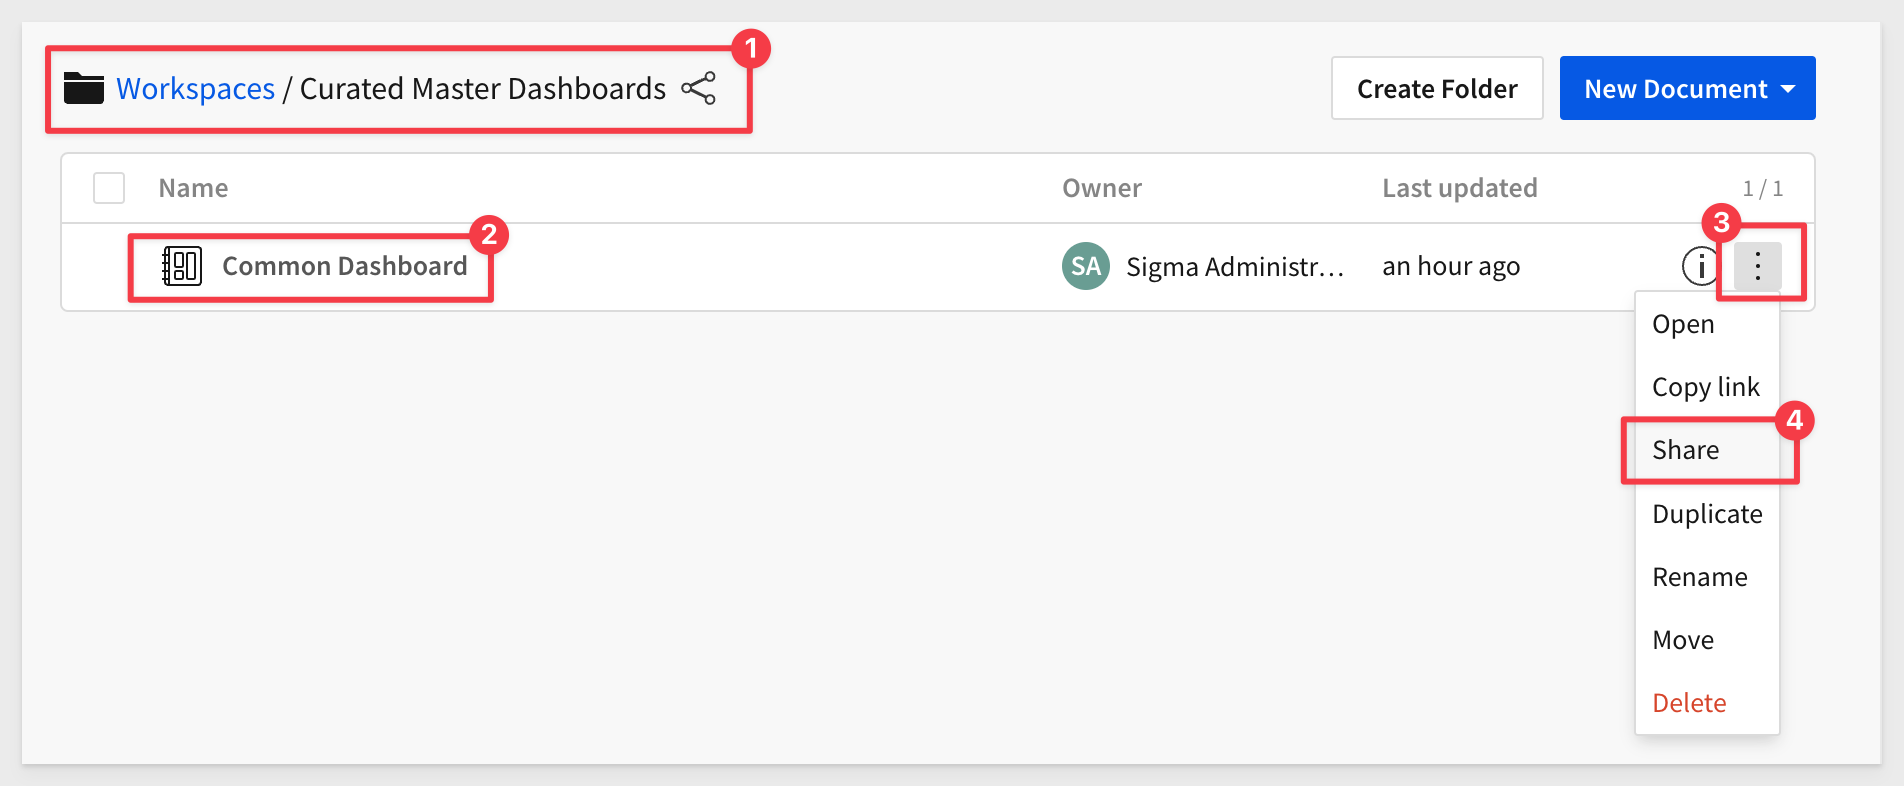 1
Workspaces / Curated Master Dashboards
Create Folder
New Document
Name
Owner
Last updated
1 / 1
2
3
Common Dashboard
SA
Sigma Administr...
an hour ago
Open
Copy link
4
Share
Duplicate
Rename
Move
Delete